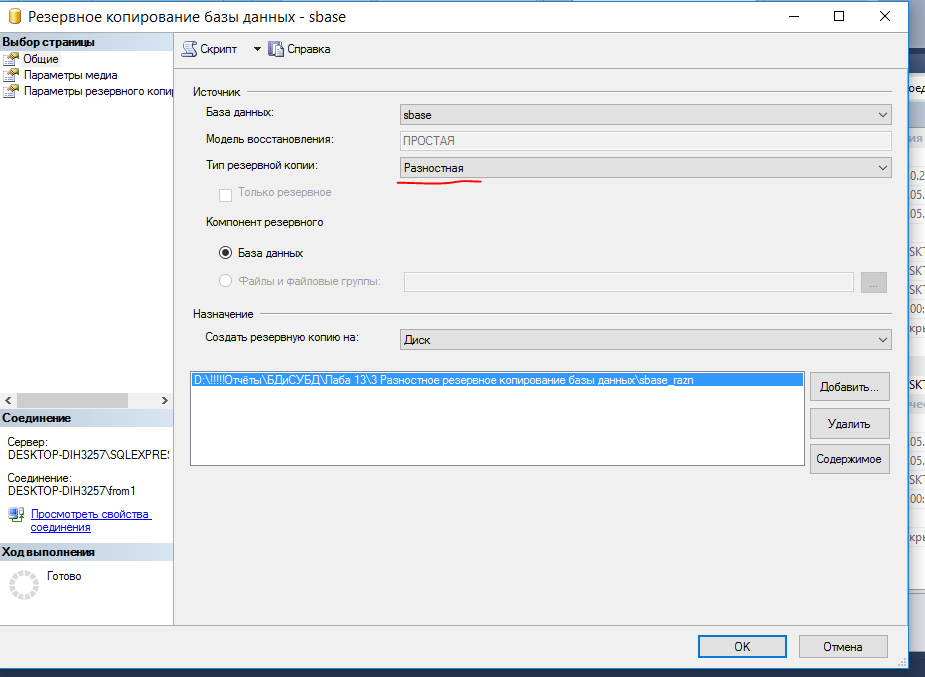 Резервное копирование базы данных - sbase
Выбор страницы
Общие
Параметры медиа
Параметры резервного копи
Скрипт
Справка
Источник
База данных:
sbase
Модель восстановления:
ПРОСТАЯ
Тип резервной копии:
Разностная
Только резервное
Компонент резервного
База данных
Файлы и файловые группы:
...
Назначение
Создать резервную копию на:
Диск
D:\!!!!!Отчёты\БДиСУБД\Лаба 13\3 Разностное резервное копирование базы данных\sbase_razn
Добавить...
Удалить
Содержимое
Соединение
Сервер:
DESKTOP-DIH3257\SQLEXPRES
Соединение:
DESKTOP-DIH3257\from1
Просмотреть свойства
соединения
Ход выполнения
Готово
OK
Отмена